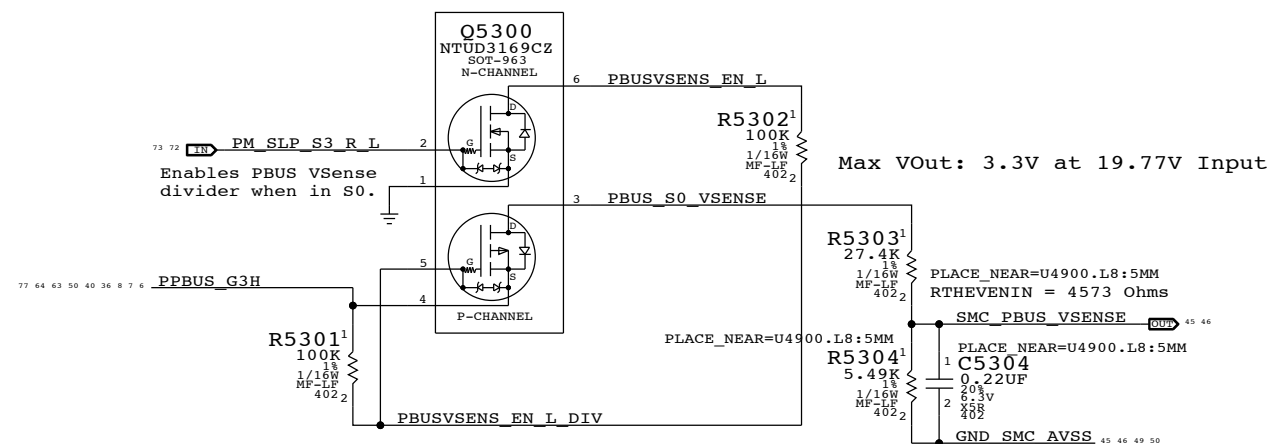 Q5300
NTUD3169CZ
SOT-963
N-CHANNEL
6 PBUSVSENS_EN_L
D
R5302 1
100K
1%
1/16W
MF-LF
402 2
73 72 IN PM_SLP_S3_R_L 2
G
S
Enables PBUS VSense
divider when in S0.
1
Max VOut: 3.3V at 19.77V Input
3 PBUS_S0_VSENSE
D
R5303 1
27.4K
1%
1/16W
MF-LF
402 2
PLACE_NEAR=U4900.L8:5MM
RTHEVENIN = 4573 Ohms
5
G
S
77 64 63 50 40 36 8 7 6 PPBUS_G3H
4
P-CHANNEL
SMC_PBUS_VSENSE OUT 45 46
R5301 1
100K
1%
1/16W
MF-LF
402 2
PLACE_NEAR=U4900.L8:5MM
R5304 1
5.49K
1%
1/16W
MF-LF
402 2
PLACE_NEAR=U4900.L8:5MM
1 C5304
0.22UF
20%
6.3V
2 X5R
402
PBUSVSENS_EN_L_DIV
GND_SMC_AVSS 45 46 49 50